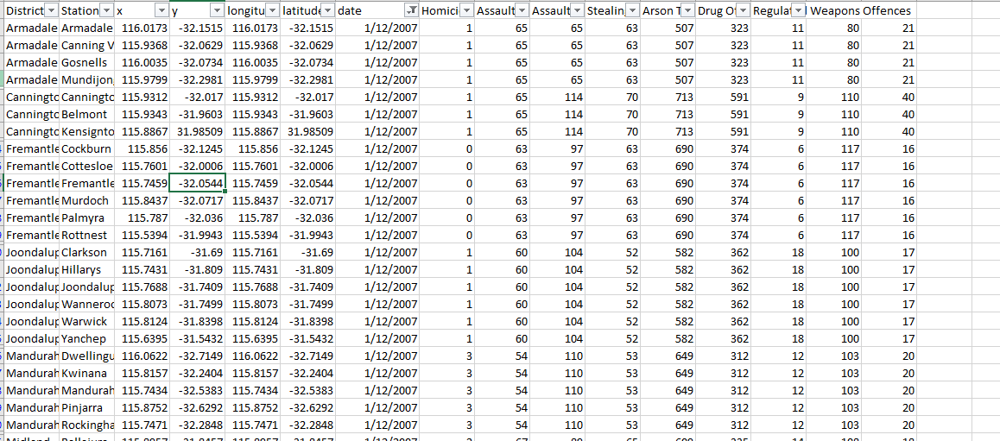 District Station x y longitu latitude date Homici Assault Assault Stealin Arson T Drug O Regulat Weapons Offences
Armadale Armadale 116.0173 -32.1515 116.0173 -32.1515 1/12/2007 1 65 65 63 507 323 11 80 21
Armadale Canning V 115.9368 -32.0629 115.9368 -32.0629 1/12/2007 1 65 65 63 507 323 11 80 21
Armadale Gosnells 116.0035 -32.0734 116.0035 -32.0734 1/12/2007 1 65 65 63 507 323 11 80 21
Armadale Mundijon 115.9799 -32.2981 115.9799 -32.2981 1/12/2007 1 65 65 63 507 323 11 80 21
Canningto Canningto 115.9312 -32.017 115.9312 -32.017 1/12/2007 1 65 114 70 713 591 9 110 40
Canningto Belmont 115.9343 -31.9603 115.9343 -31.9603 1/12/2007 1 65 114 70 713 591 9 110 40
Canningto Kensignto 115.8867 31.98509 115.8867 31.98509 1/12/2007 1 65 114 70 713 591 9 110 40
Fremantle Cockburn 115.856 -32.1245 115.856 -32.1245 1/12/2007 0 63 97 63 690 374 6 117 16
Fremantle Cottesloe 115.7601 -32.0006 115.7601 -32.0006 1/12/2007 0 63 97 63 690 374 6 117 16
Fremantle Fremantle 115.7459 -32.0544 115.7459 -32.0544 1/12/2007 0 63 97 63 690 374 6 117 16
Fremantle Murdoch 115.8437 -32.0717 115.8437 -32.0717 1/12/2007 0 63 97 63 690 374 6 117 16
Fremantle Palmyra 115.787 -32.036 115.787 -32.036 1/12/2007 0 63 97 63 690 374 6 117 16
Fremantle Rottnest 115.5394 -31.9943 115.5394 -31.9943 1/12/2007 0 63 97 63 690 374 6 117 16
Joondalup Clarkson 115.7161 -31.69 115.7161 -31.69 1/12/2007 1 60 104 52 582 362 18 100 17
Joondalup Hillarys 115.7431 -31.809 115.7431 -31.809 1/12/2007 1 60 104 52 582 362 18 100 17
Joondalup Joondalup 115.7688 -31.7409 115.7688 -31.7409 1/12/2007 1 60 104 52 582 362 18 100 17
Joondalup Wanneroo 115.8073 -31.7499 115.8073 -31.7499 1/12/2007 1 60 104 52 582 362 18 100 17
Joondalup Warwick 115.8124 -31.8398 115.8124 -31.8398 1/12/2007 1 60 104 52 582 362 18 100 17
Joondalup Yanchep 115.6395 -31.5432 115.6395 -31.5432 1/12/2007 1 60 104 52 582 362 18 100 17
Mandurah Dwellingu 116.0622 -32.7149 116.0622 -32.7149 1/12/2007 3 54 110 53 649 312 12 103 20
Mandurah Kwinana 115.8157 -32.2404 115.8157 -32.2404 1/12/2007 3 54 110 53 649 312 12 103 20
Mandurah Mandurah 115.7434 -32.5383 115.7434 -32.5383 1/12/2007 3 54 110 53 649 312 12 103 20
Mandurah Pinjarra 115.8752 -32.6292 115.8752 -32.6292 1/12/2007 3 54 110 53 649 312 12 103 20
Mandurah Rockingha 115.7471 -32.2848 115.7471 -32.2848 1/12/2007 3 54 110 53 649 312 12 103 20